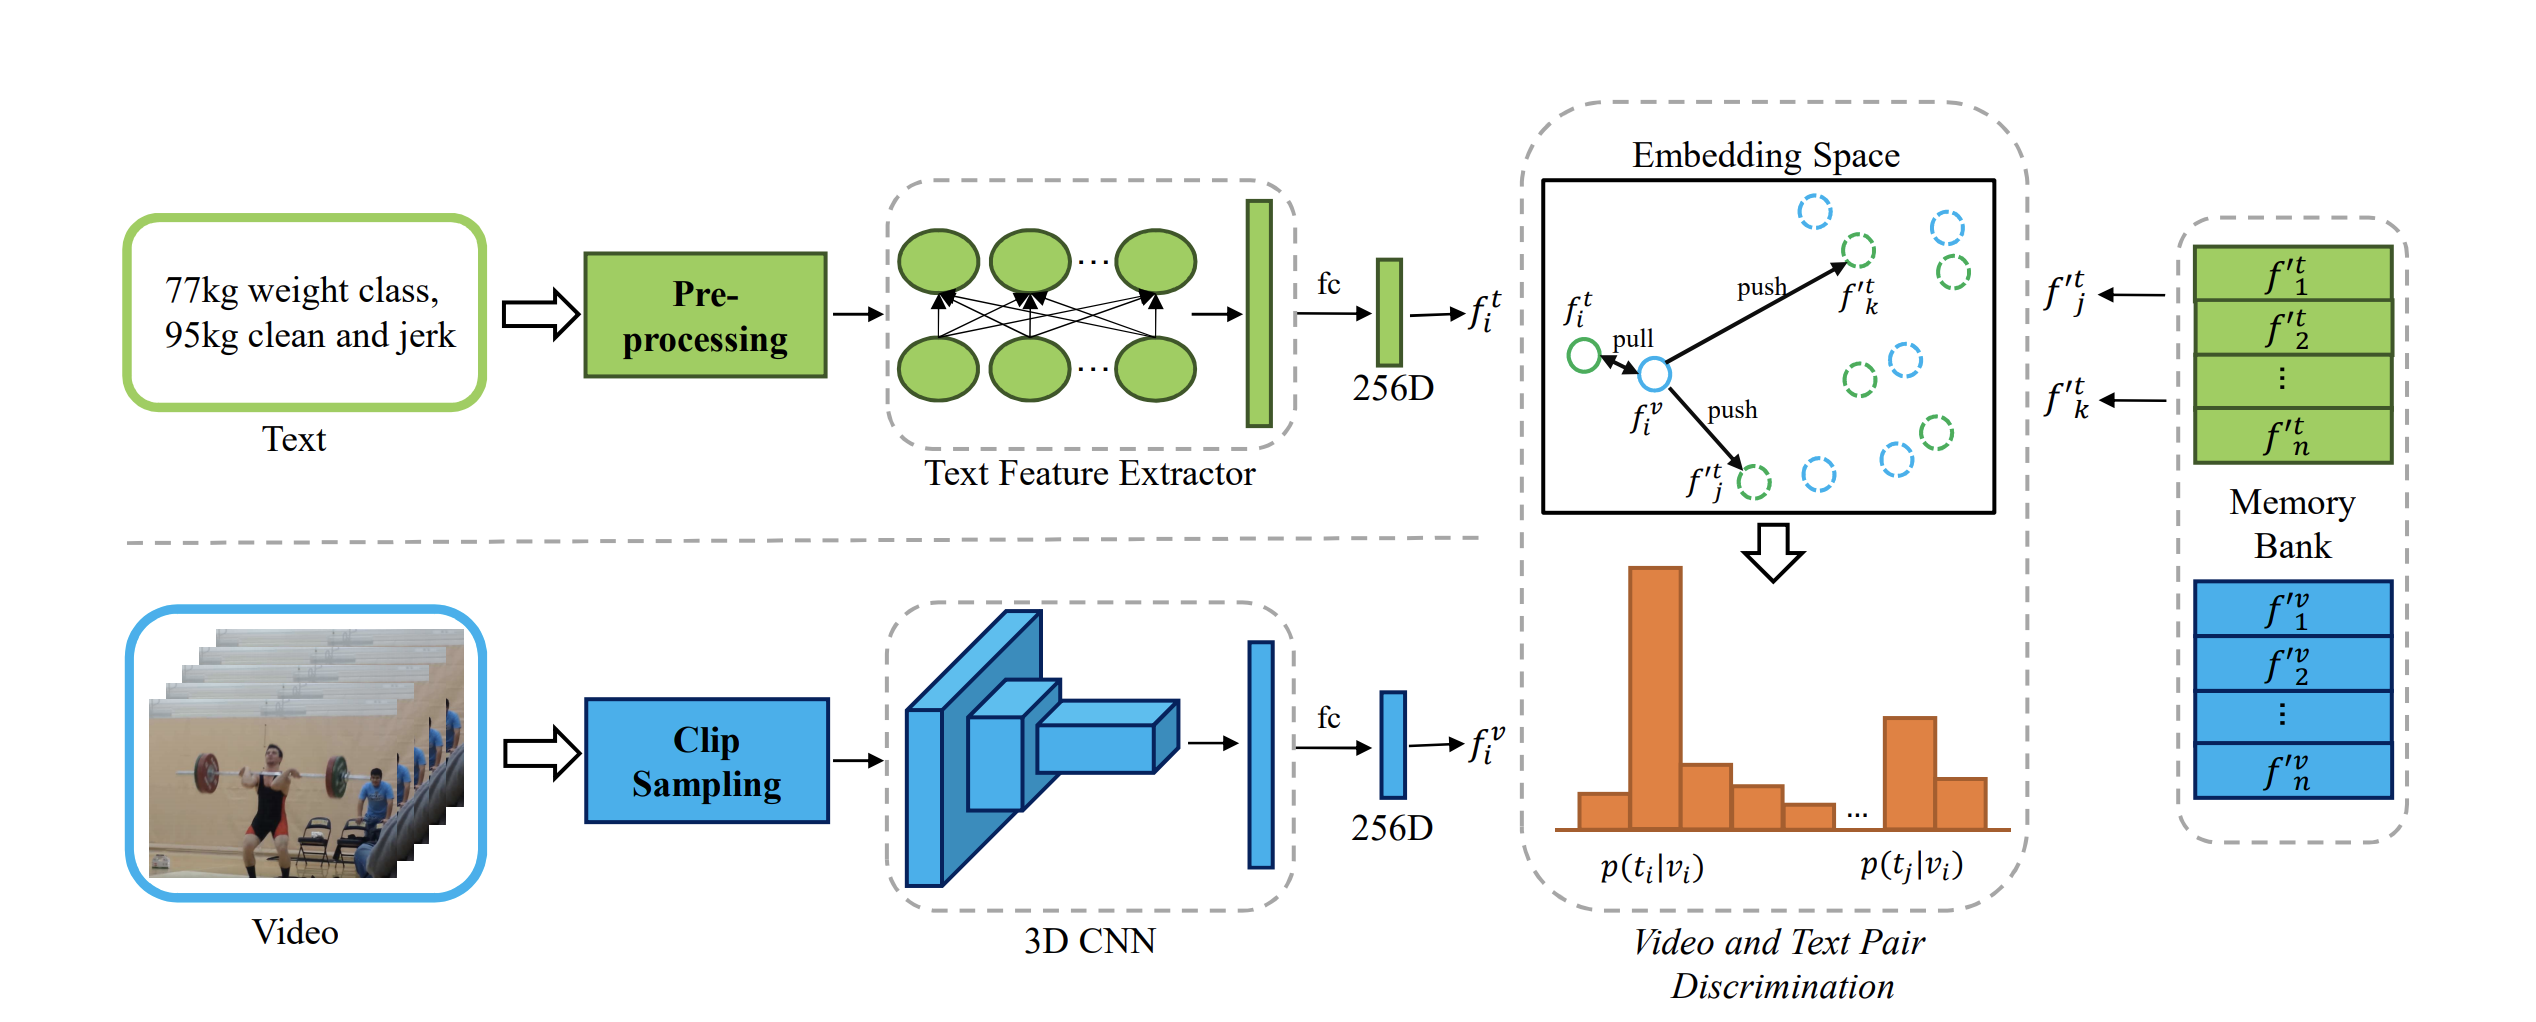 77kg weight class,
95kg clean and jerk
Text
Pre-
processing
...
...
Text Feature Extractor
fc
256D
f_i^t
Video
Clip
Sampling
3D CNN
fc
256D
f_i^v
Embedding Space
push
f'^t_k
f_i^t
pull
f_i^v
push
f'^t_j
...
p(t_i|v_i)
p(t_j|v_i)
Video and Text Pair
Discrimination
f'^t_j
f'^t_k
f'^t_1
f'^t_2
⋮
f'^t_n
Memory
Bank
f'^v_1
f'^v_2
⋮
f'^v_n